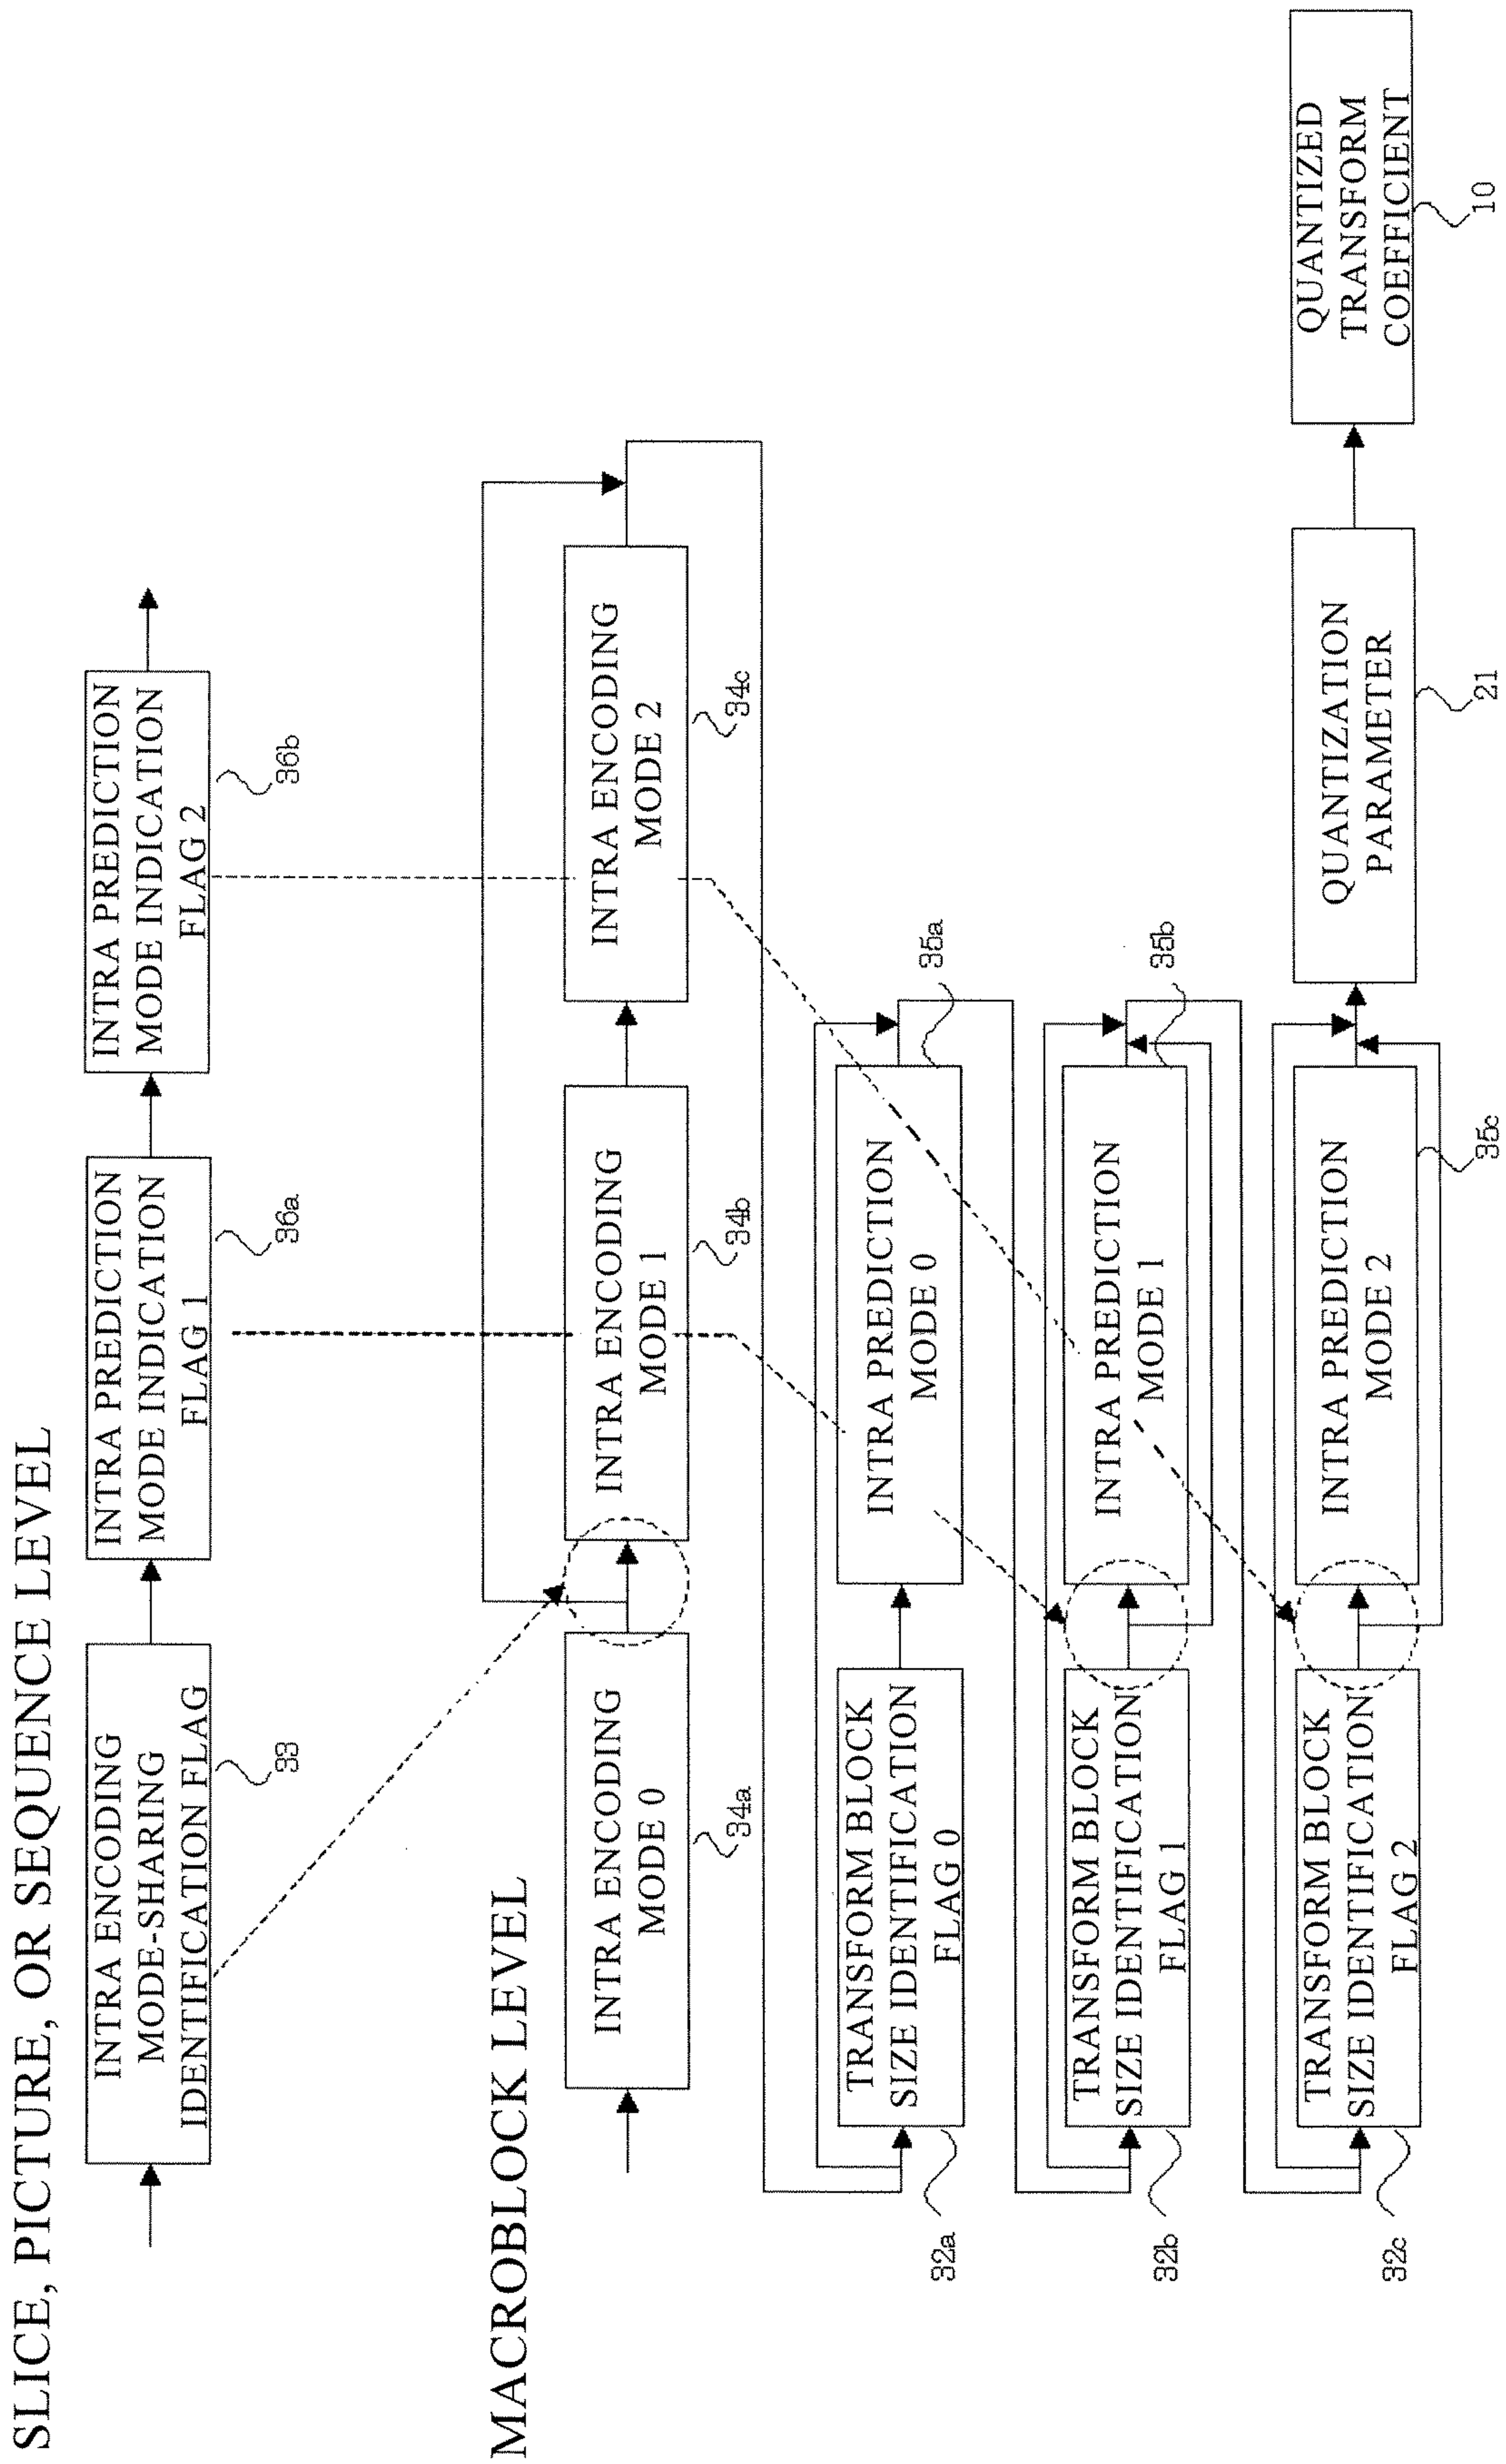 SLICE, PICTURE, OR SEQUENCE LEVEL
INTRA ENCODING
MODE-SHARING
IDENTIFICATION FLAG
33
INTRA PREDICTION
MODE INDICATION
FLAG 1
36a
INTRA PREDICTION
MODE INDICATION
FLAG 2
36b
MACROBLOCK LEVEL
INTRA ENCODING
MODE 0
34a
INTRA ENCODING
MODE 1
34b
INTRA ENCODING
MODE 2
34c
TRANSFORM BLOCK
SIZE IDENTIFICATION
FLAG 0
32a
INTRA PREDICTION
MODE 0
35a
TRANSFORM BLOCK
SIZE IDENTIFICATION
FLAG 1
32b
INTRA PREDICTION
MODE 1
35b
TRANSFORM BLOCK
SIZE IDENTIFICATION
FLAG 2
32c
INTRA PREDICTION
MODE 2
35c
QUANTIZATION
PARAMETER
21
QUANTIZED
TRANSFORM
COEFFICIENT
10